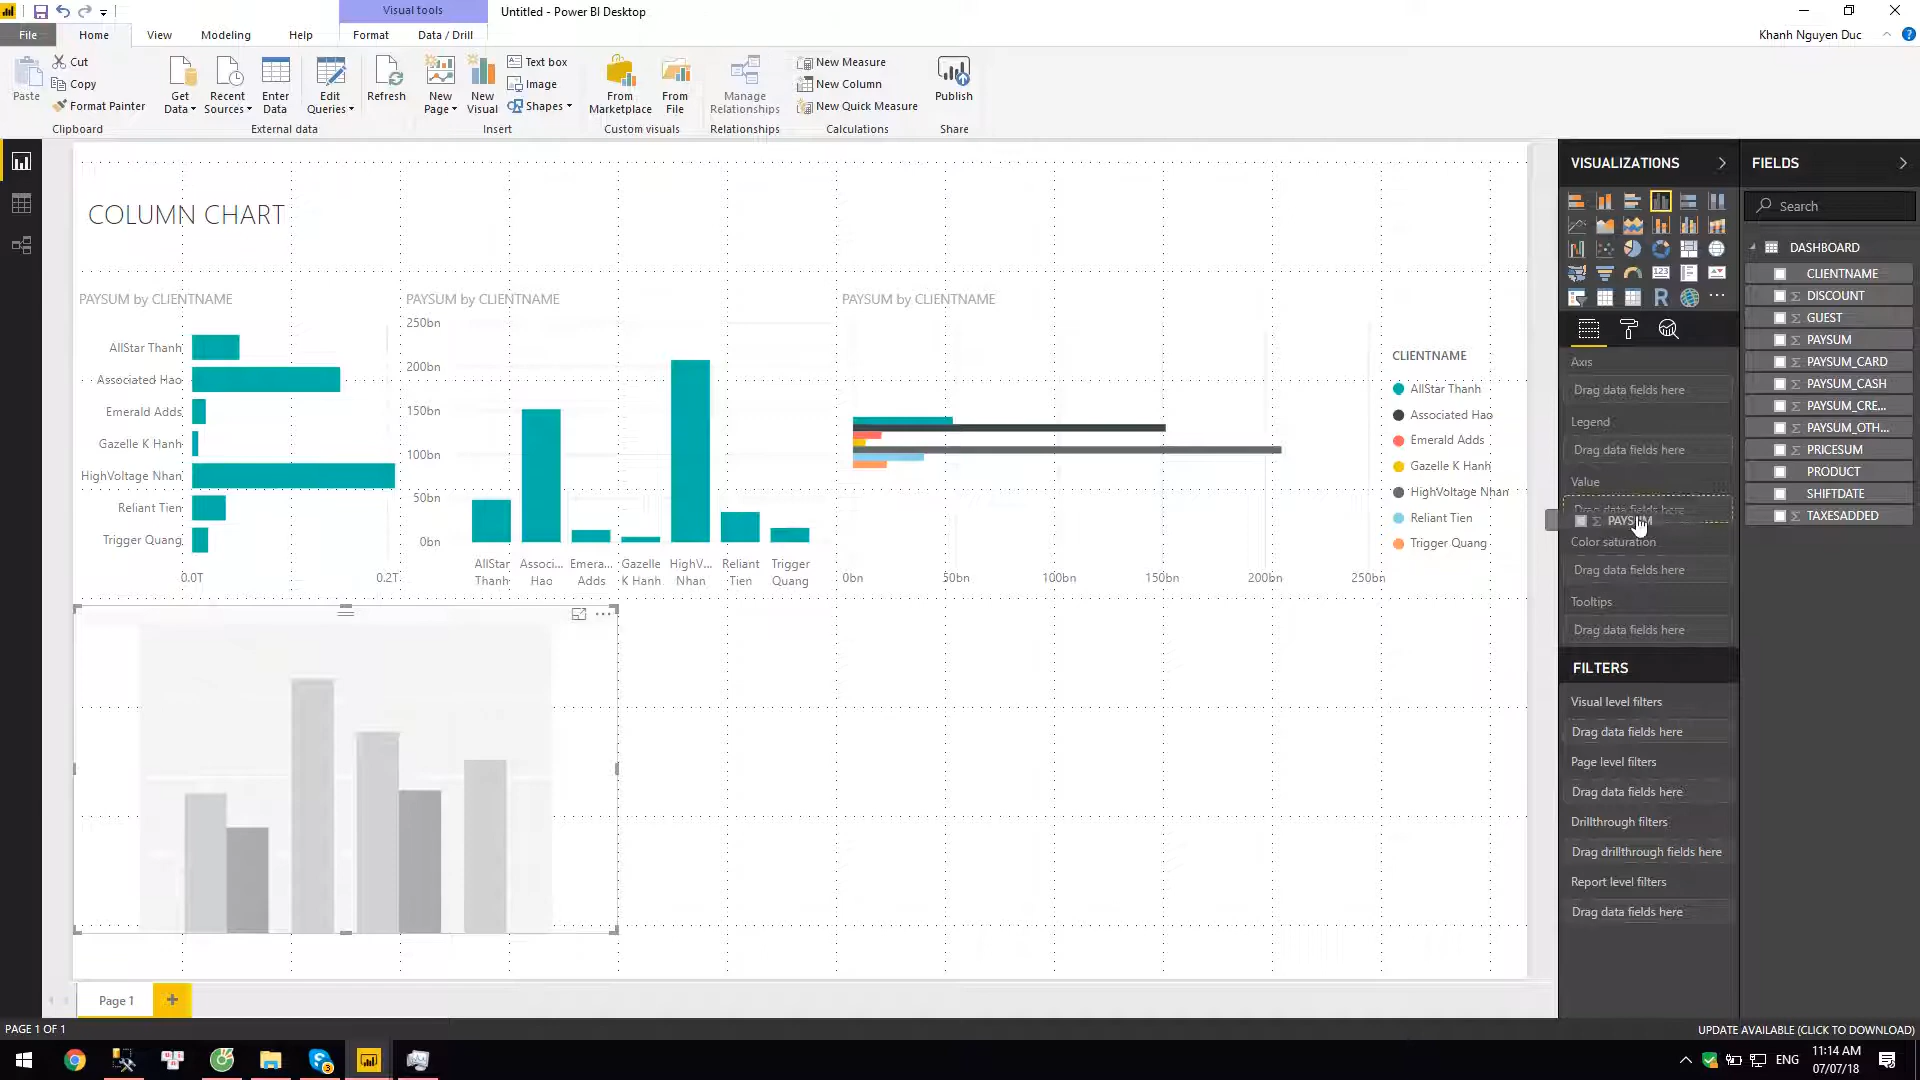 Visual tools
Untitled - Power BI Desktop
File
Home
View
Modeling
Help
Format
Data / Drill
Khanh Nguyen Duc
Paste
Cut
Copy
Format Painter
Clipboard
Get Data
Recent Sources
Enter Data
Edit Queries
External data
Refresh
New Page
New Visual
Text box
Image
Shapes
Insert
From Marketplace
From File
Custom visuals
Manage Relationships
Relationships
New Measure
New Column
New Quick Measure
Calculations
Publish
Share
COLUMN CHART
PAYSUM by CLIENTNAME
AllStar Thanh
Associated Hao
Emerald Adds
Gazelle K Hanh
HighVoltage Nhan
Reliant Tien
Trigger Quang
0.0T
0.2T
PAYSUM by CLIENTNAME
250bn
200bn
150bn
100bn
50bn
0bn
AllStar Thanh
Associ... Hao
Emera... Adds
Gazelle K Hanh
HighV... Nhan
Reliant Tien
Trigger Quang
PAYSUM by CLIENTNAME
0bn
50bn
100bn
150bn
200bn
250bn
CLIENTNAME
AllStar Thanh
Associated Hao
Emerald Adds
Gazelle K Hanh
HighVoltage Nhan
Reliant Tien
Trigger Quang
VISUALIZATIONS
Axis
Drag data fields here
Legend
Drag data fields here
Value
Drag data fields here
PAYSUM
Color saturation
Drag data fields here
Tooltips
Drag data fields here
FILTERS
Visual level filters
Drag data fields here
Page level filters
Drag data fields here
Drillthrough filters
Drag drillthrough fields here
Report level filters
Drag data fields here
FIELDS
Search
DASHBOARD
CLIENTNAME
DISCOUNT
GUEST
PAYSUM
PAYSUM_CARD
PAYSUM_CASH
PAYSUM_CRE...
PAYSUM_OTH...
PRICESUM
PRODUCT
SHIFTDATE
TAXESADDED
Page 1
PAGE 1 OF 1
UPDATE AVAILABLE (CLICK TO DOWNLOAD)
ENG
11:14 AM
07/07/18